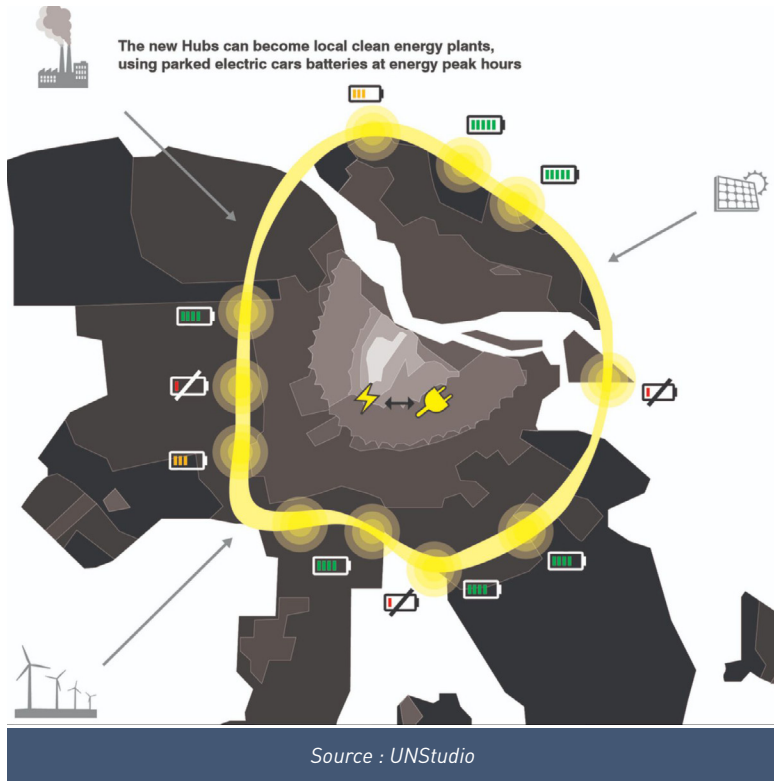 The new Hubs can become local clean energy plants,
using parked electric cars batteries at energy peak hours
Source : UNStudio